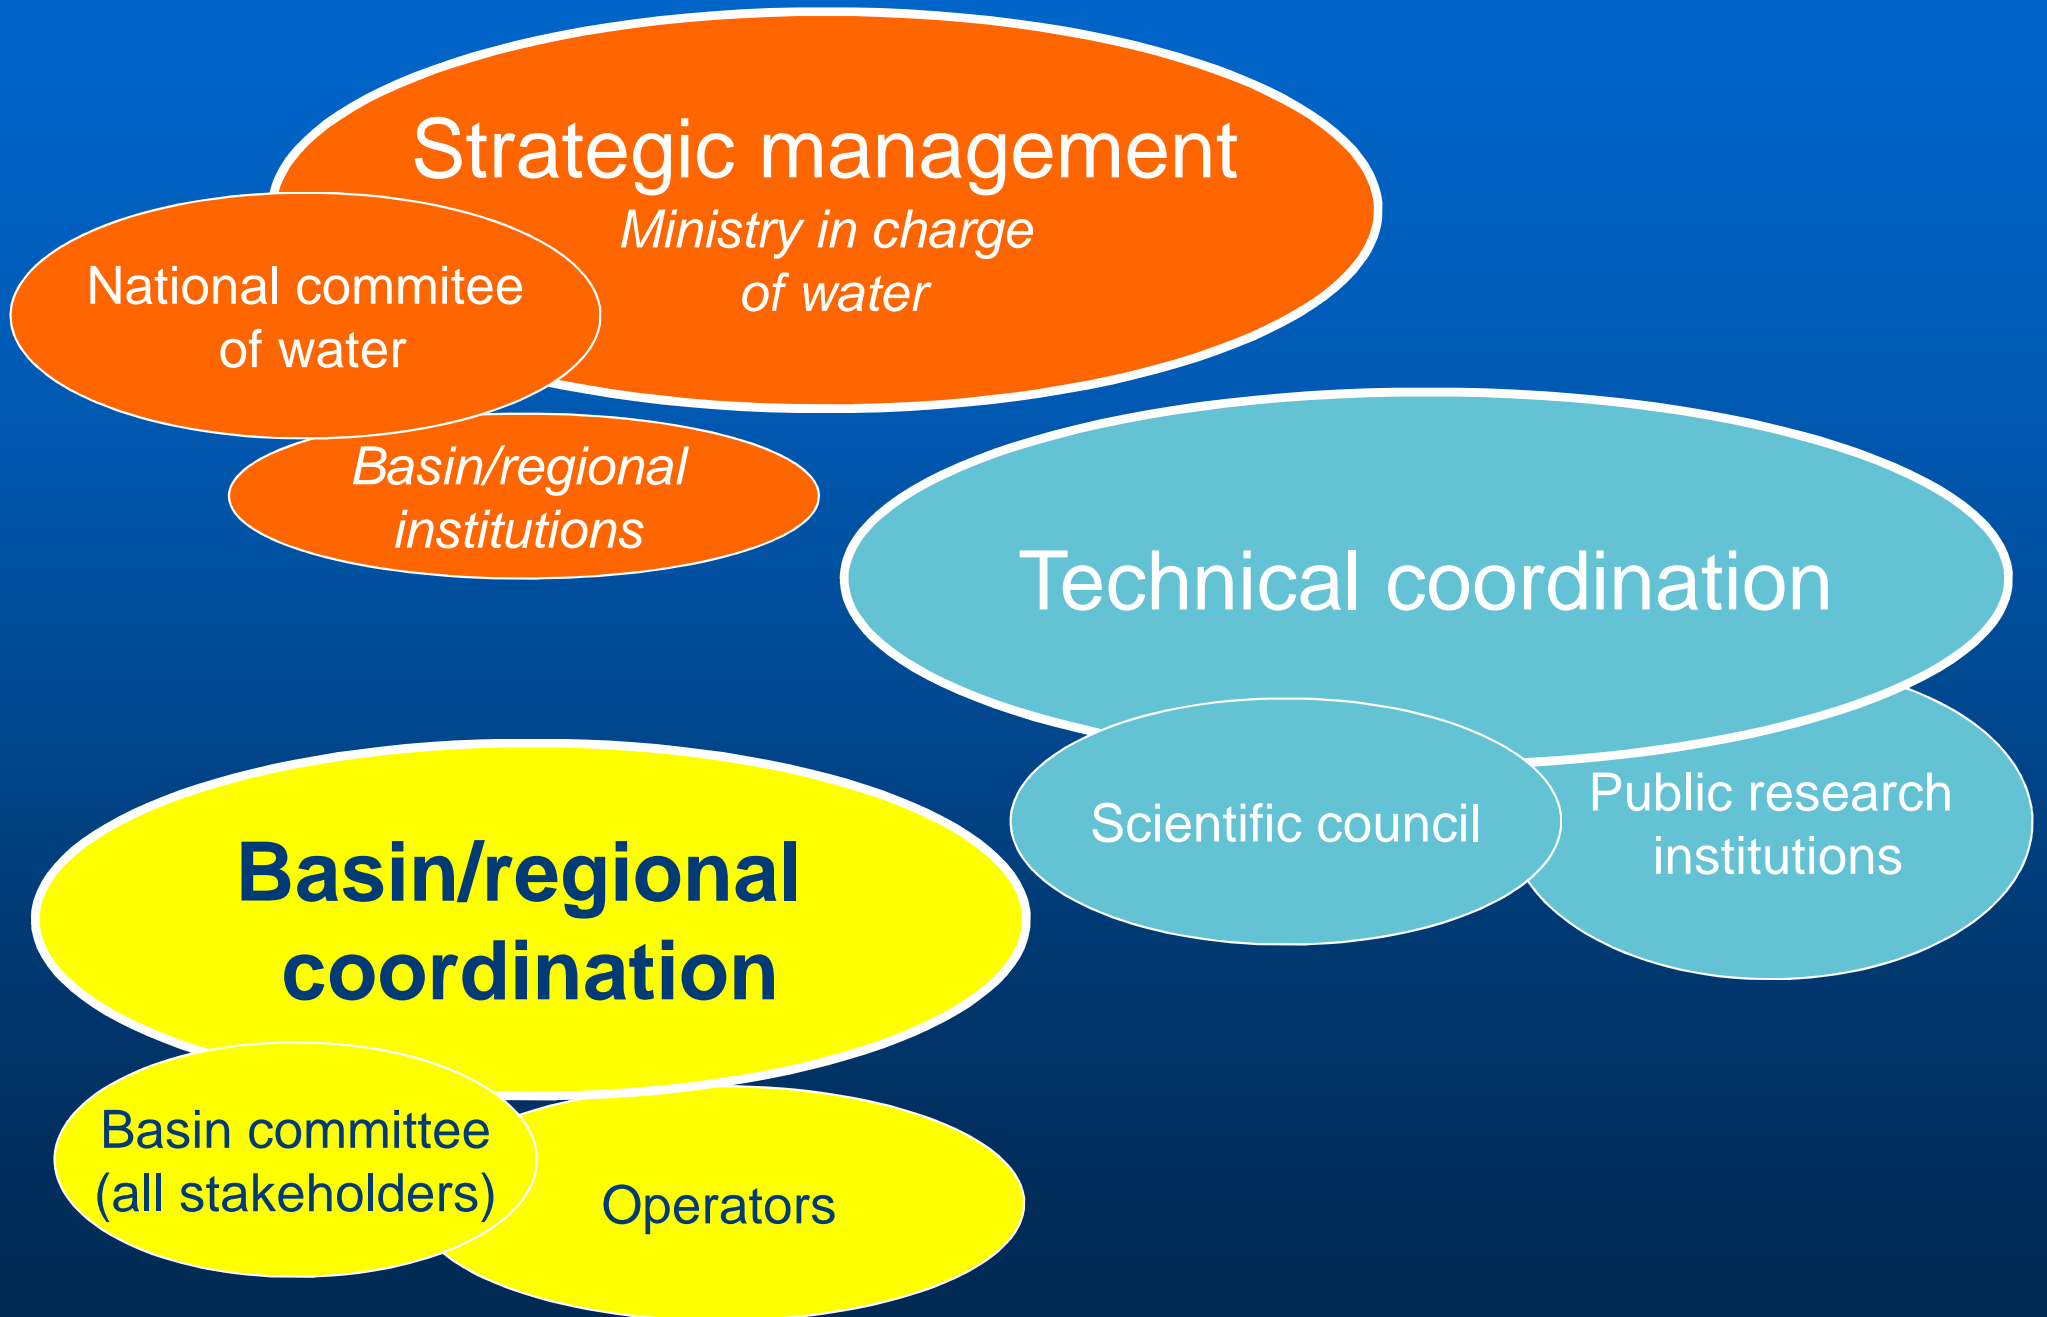 Strategic management
Ministry in charge
of water
National commitee
of water
Basin/regional
institutions
Technical coordination
Scientific council
Public research
institutions
Basin/regional
coordination
Basin committee
(all stakeholders)
Operators